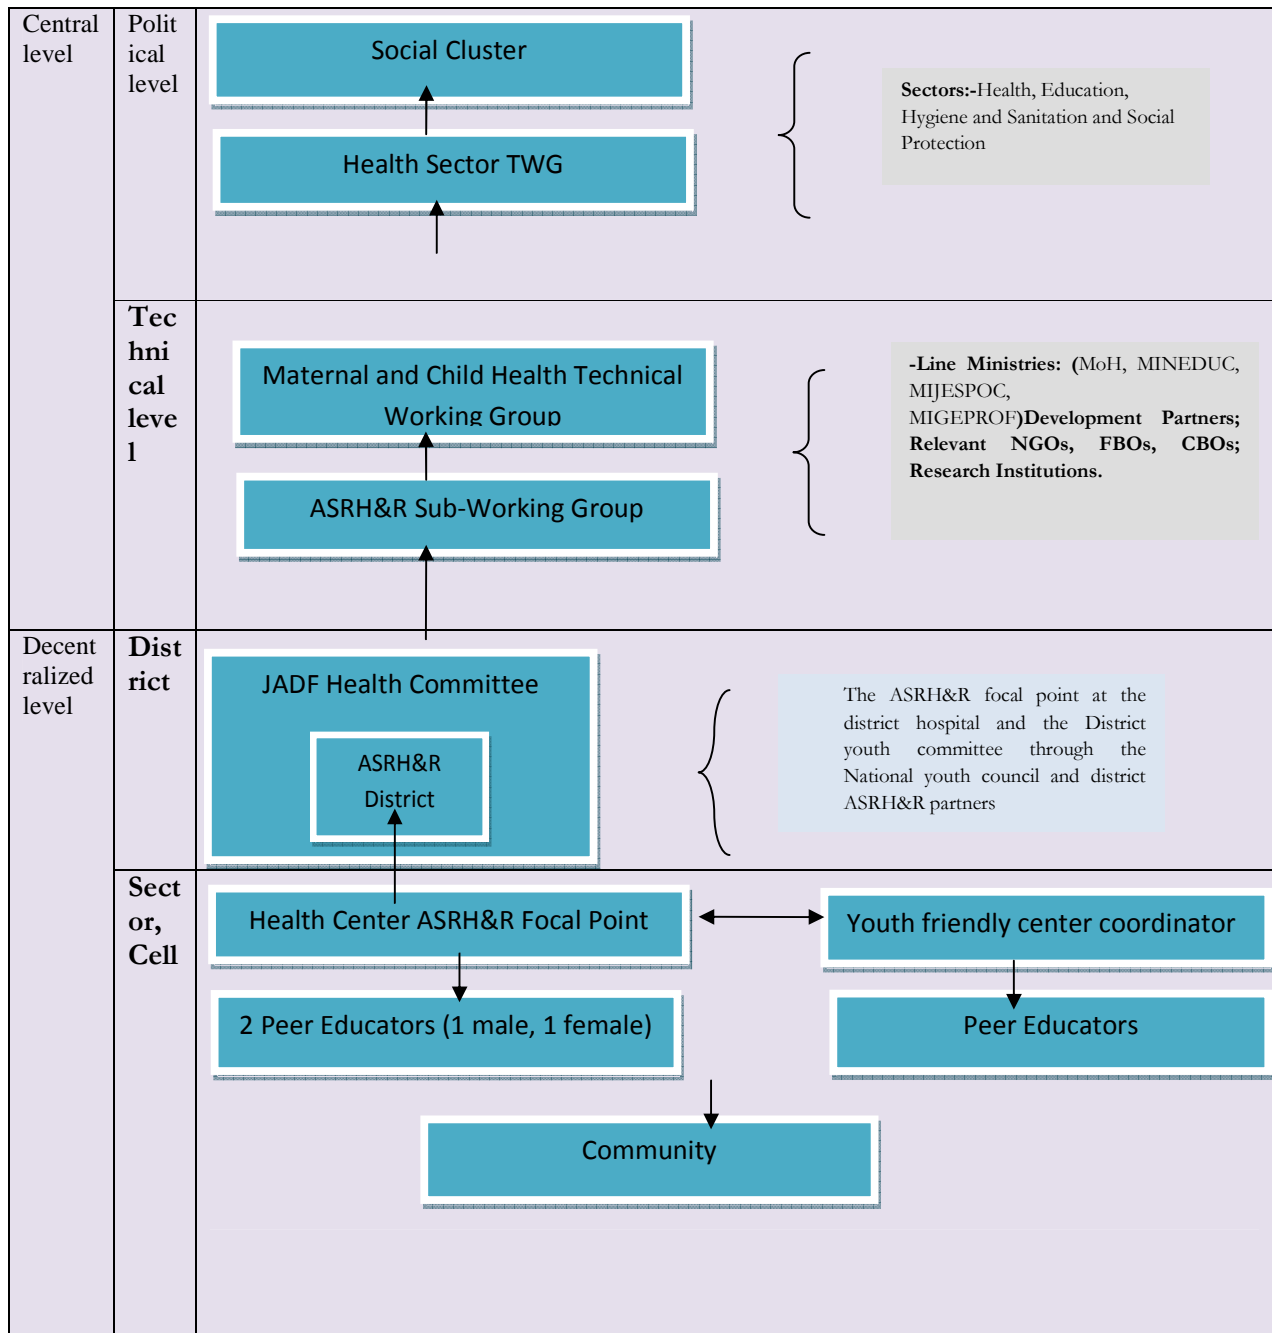 Central
level
Polit
ical
level
Social Cluster
Health Sector TWG
Sectors:-Health, Education,
Hygiene and Sanitation and Social
Protection
Tec
hni
cal
leve
l
Maternal and Child Health Technical
Working Group
ASRH&R Sub-Working Group
-Line Ministries: (MoH, MINEDUC,
MIJESPOC,
MIGEPROF)Development Partners;
Relevant NGOs, FBOs, CBOs;
Research Institutions.
Decent
ralized
level
Dist
rict
JADF Health Committee
ASRH&R
District
The ASRH&R focal point at the
district hospital and the District
youth committee through the
National youth council and district
ASRH&R partners
Sect
or,
Cell
Health Center ASRH&R Focal Point
Youth friendly center coordinator
2 Peer Educators (1 male, 1 female)
Peer Educators
Community